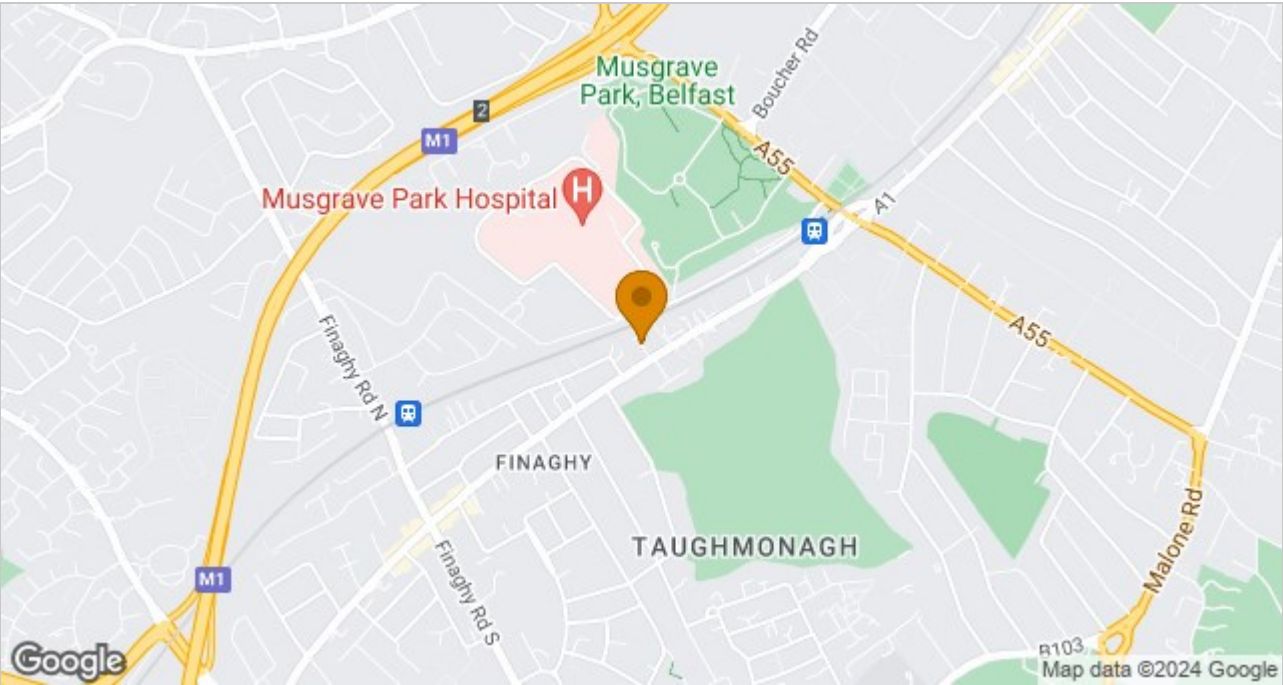 Musgrave
Park, Belfast
Boucher Rd
2
M1
A55
Musgrave Park Hospital
H
A1
Finaghy Rd N
A55
FINAGHY
TAUGHMONAGH
Malone Rd
M1
Finaghy Rd S
B103
Google
Map data ©2024 Google